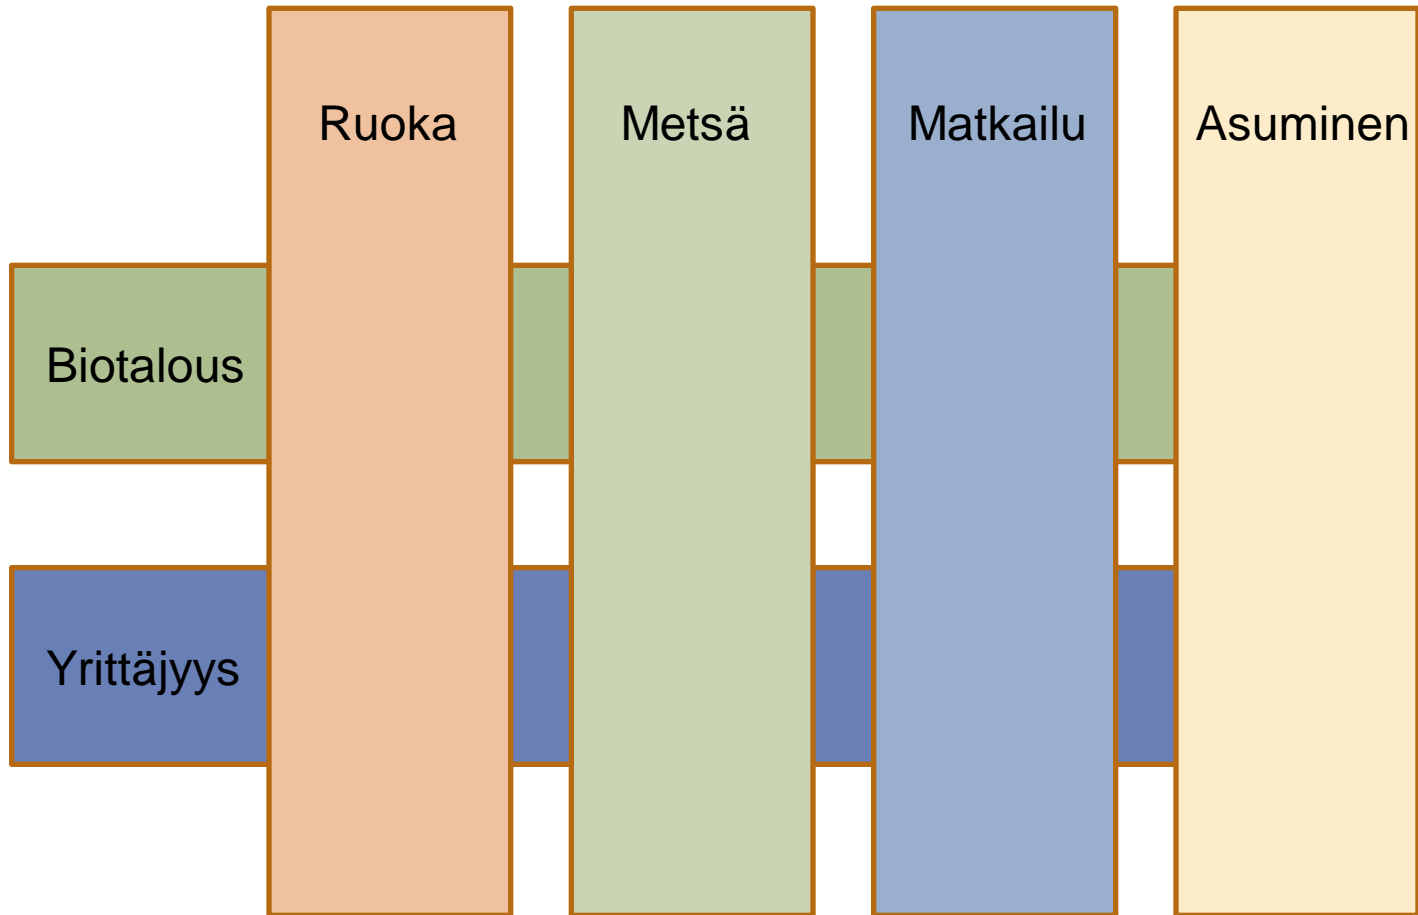 Ruoka
Metsä
Matkailu
Asuminen
Biotalous
Yrittäjyys